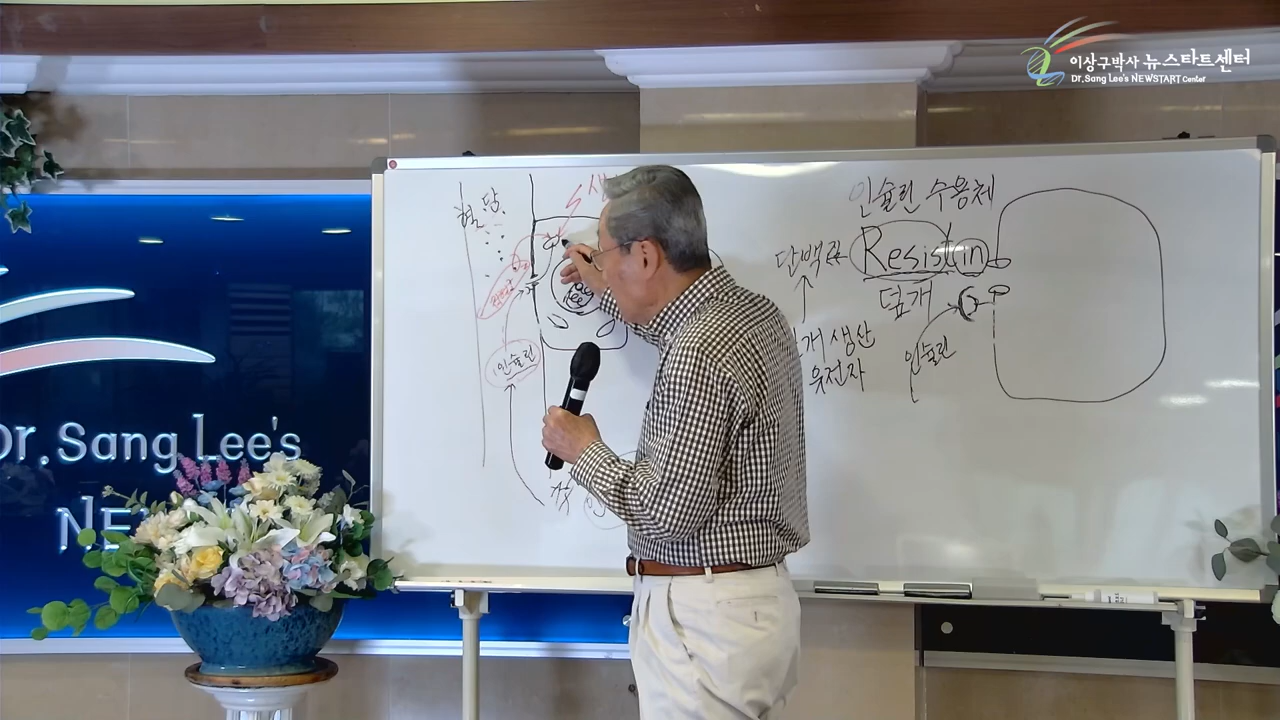 이상구박사 뉴스타트센터
Dr.Sang Lee's NEWSTART Center
혈당
인슐린
인슐린 수용체
단백질 Resistin
덮개
개 생산
유전자
인슐린
Dr.Sang Lee's